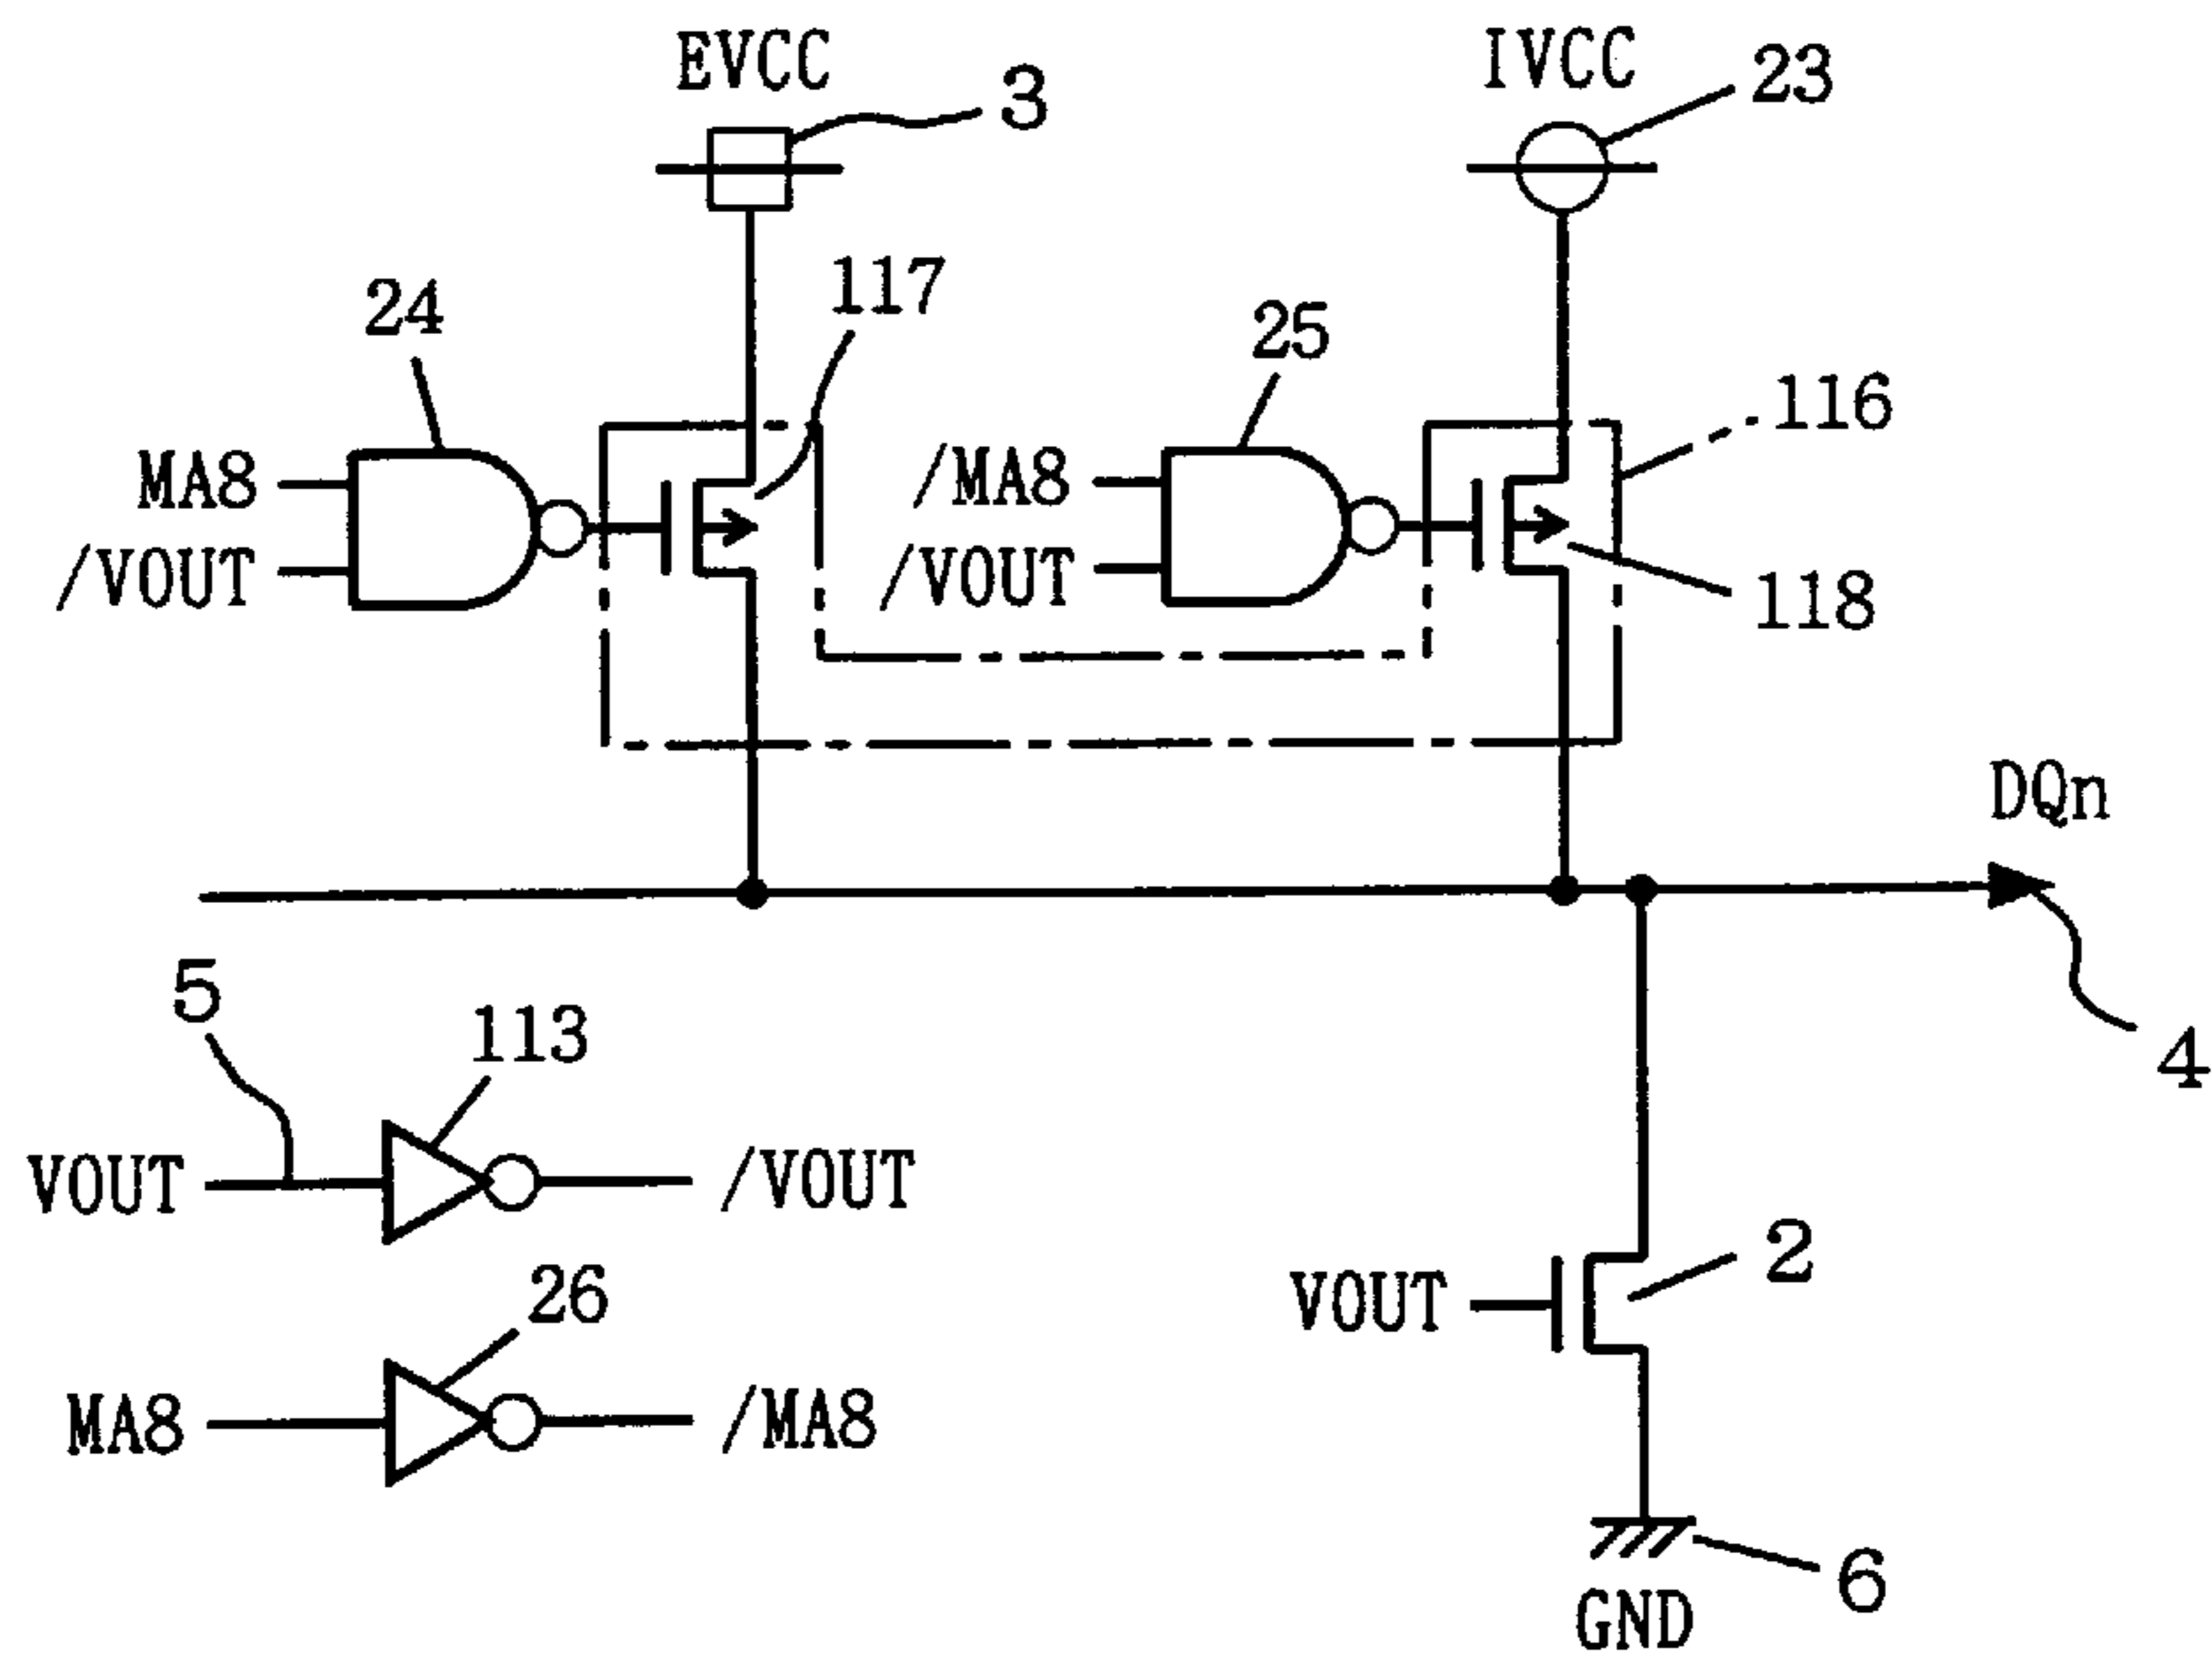 EVCC
3
IVCC
23
24
117
25
116
MA8
/VOUT
/MA8
/VOUT
118
DQn
4
5
113
VOUT
/VOUT
26
MA8
/MA8
VOUT
2
6
GND